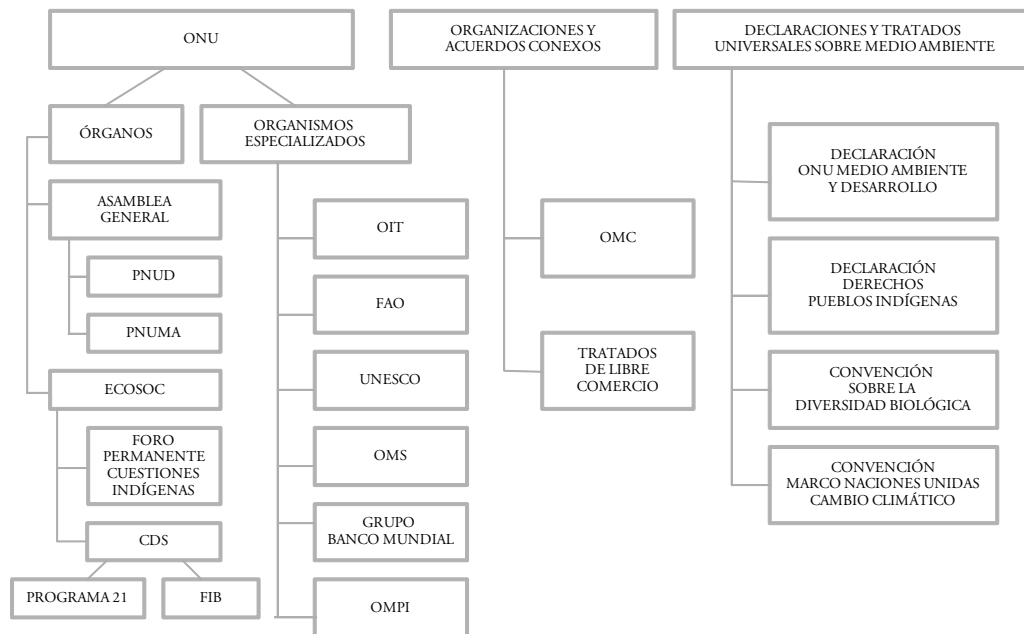 ONU
ÓRGANOS
ASAMBLEA
GENERAL
PNUD
PNUMA
ECOSOC
FORO
PERMANENTE
CUESTIONES
INDÍGENAS
CDS
PROGRAMA 21
FIB
ORGANISMOS
ESPECIALIZADOS
OIT
FAO
UNESCO
OMS
GRUPO
BANCO MUNDIAL
OMPI
ORGANIZACIONES Y
ACUERDOS CONEXOS
OMC
TRATADOS
DE LIBRE
COMERCIO
DECLARACIONES Y TRATADOS
UNIVERSALES SOBRE MEDIO AMBIENTE
DECLARACIÓN
ONU MEDIO AMBIENTE
Y DESARROLLO
DECLARACIÓN
DERECHOS
PUEBLOS INDÍGENAS
CONVENCIÓN
SOBRE LA
DIVERSIDAD BIOLÓGICA
CONVENCIÓN
MARCO NACIONES UNIDAS
CAMBIO CLIMÁTICO